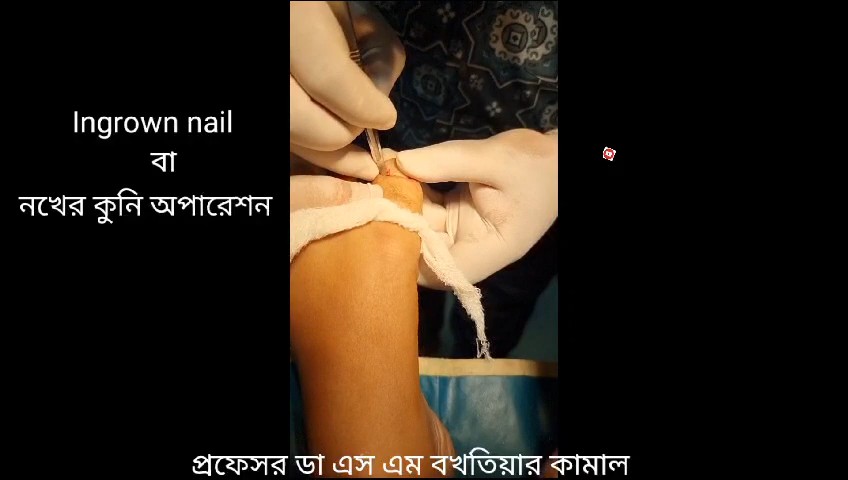 Ingrown nail
বা
নখের কুনি অপারেশন
প্রফেসর ডা এস এম বখতিয়ার কামাল